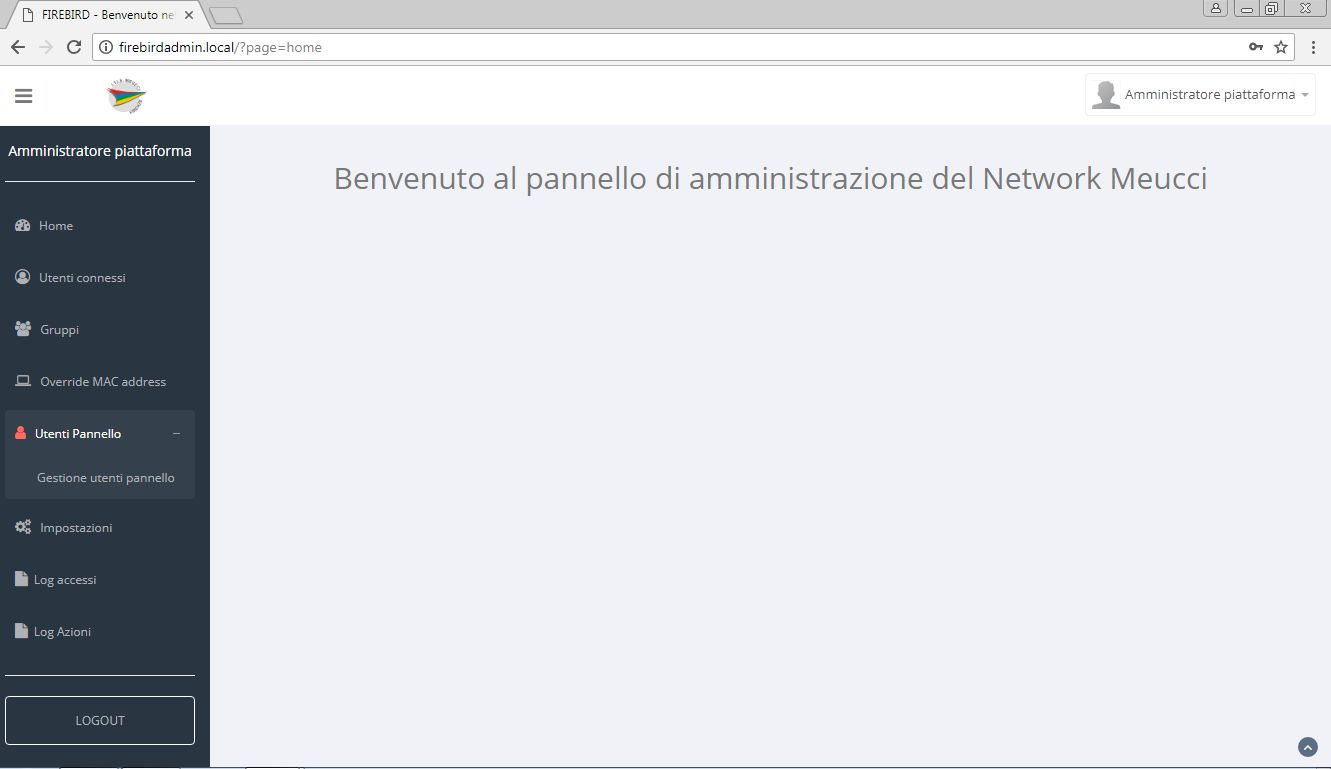 FIREBIRD - Benvenuto ne
firebirdadmin.local/?page=home
Amministratore piattaforma
Amministratore piattaforma
Benvenuto al pannello di amministrazione del Network Meucci
Home
Utenti connessi
Gruppi
Override MAC address
Utenti Pannello
Gestione utenti pannello
Impostazioni
Log accessi
Log Azioni
LOGOUT